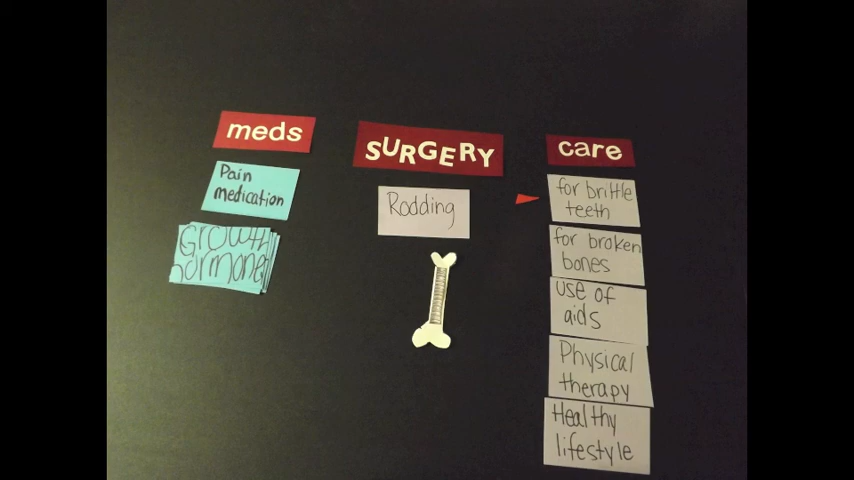 meds
Pain
medication
Growth
hormone
SURGERY
Rodding
care
for brittle
teeth
for broken
bones
use of
aids
Physical
therapy
Healthy
lifestyle